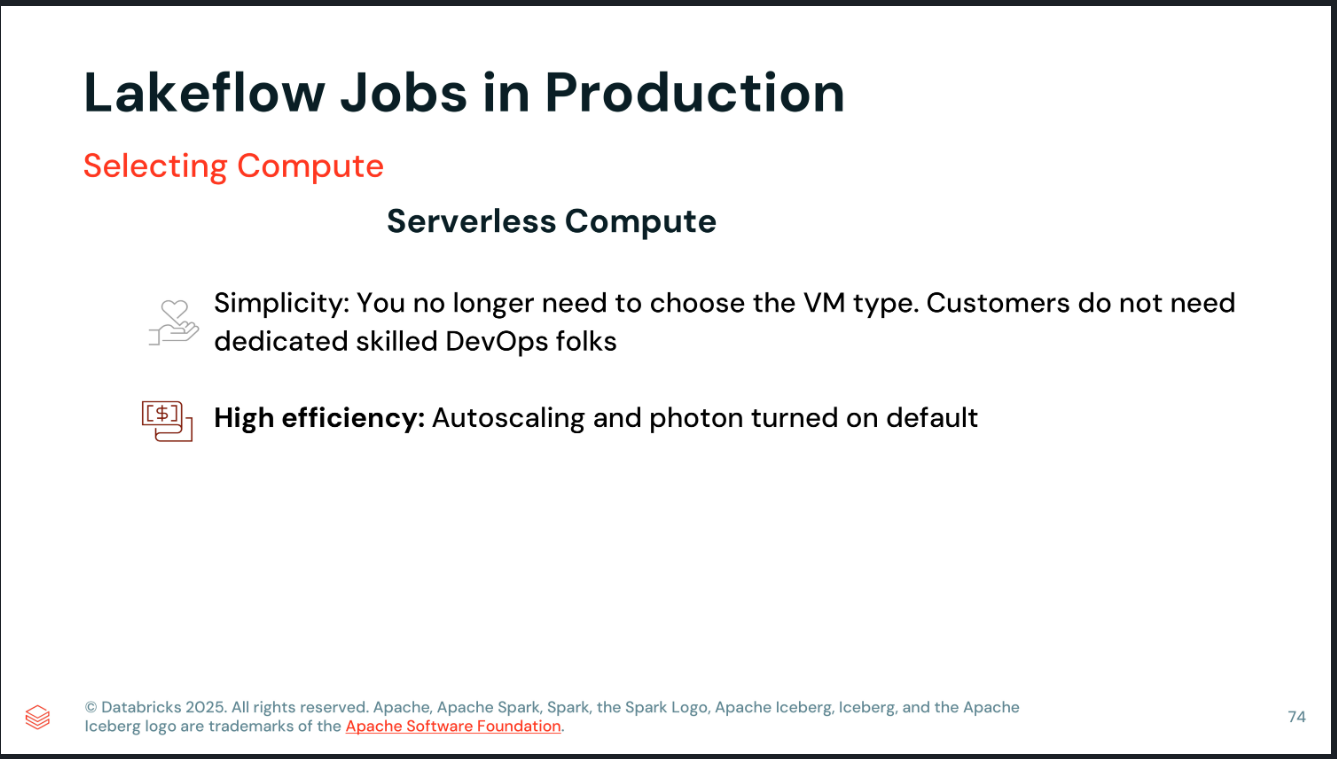 Lakeflow Jobs in Production
Selecting Compute
Serverless Compute
Simplicity: You no longer need to choose the VM type. Customers do not need
dedicated skilled DevOps folks
[$]
High efficiency: Autoscaling and photon turned on default
© Databricks 2025. All rights reserved. Apache, Apache Spark, Spark, the Spark Logo, Apache Iceberg, Iceberg, and the Apache
Iceberg logo are trademarks of the Apache Software Foundation.
74